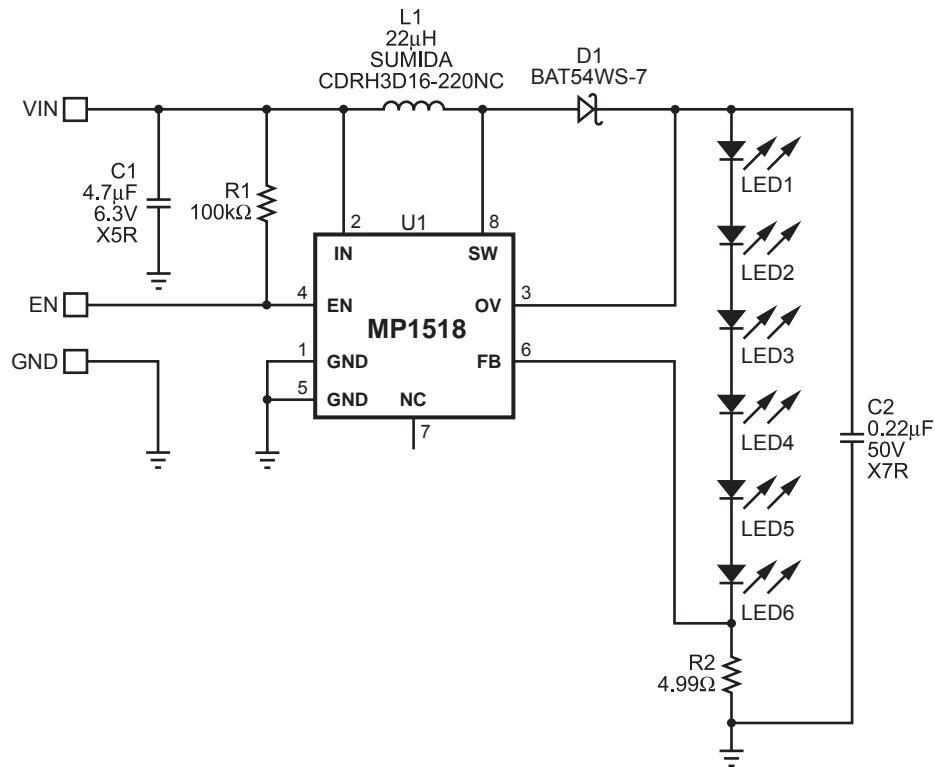 L1
22μH
SUMIDA
CDRH3D16-220NC
D1
BAT54WS-7
VIN
C1
4.7μF
6.3V
X5R
R1
100kΩ
U1
2
8
IN
SW
LED1
LED2
EN
4
EN
OV
3
MP1518
LED3
GND
1
GND
FB
6
5
GND
NC
7
LED4
C2
0.22μF
50V
X7R
LED5
LED6
R2
4.99Ω